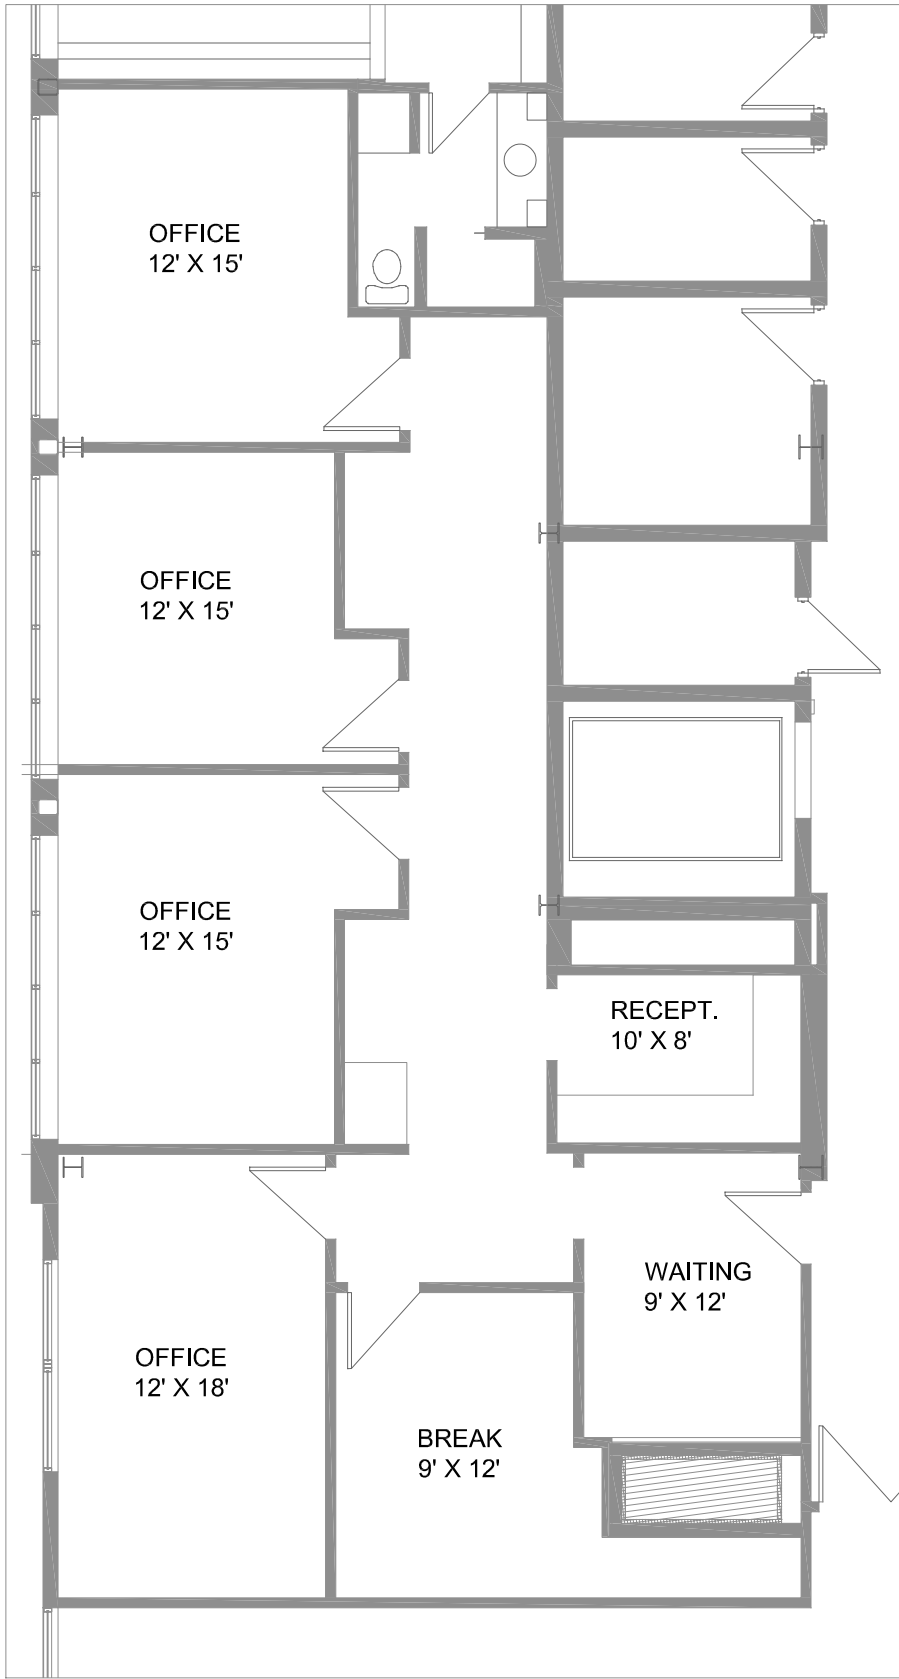 OFFICE
12' X 15'
OFFICE
12' X 15'
OFFICE
12' X 15'
RECEPT.
10' X 8'
WAITING
9' X 12'
OFFICE
12' X 18'
BREAK
9' X 12'